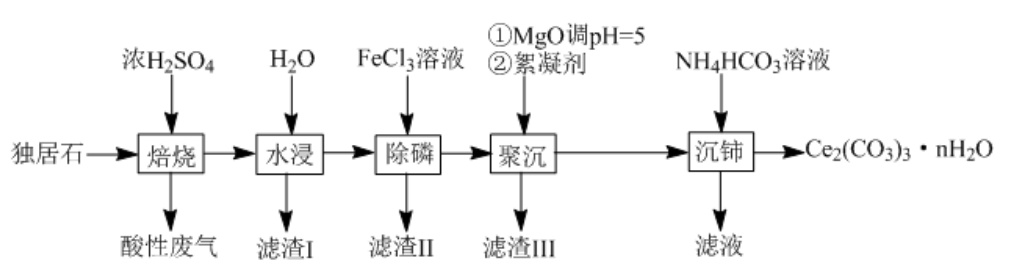 ①MgO调pH=5
浓H₂SO₄ H₂O FeCl₃溶液 ②絮凝剂 NH₄HCO₃溶液
独居石 焙烧 水浸 除磷 聚沉 沉铈 Ce₂(CO₃)₃·nH₂O
酸性废气 滤渣I 滤渣II 滤渣III 滤液